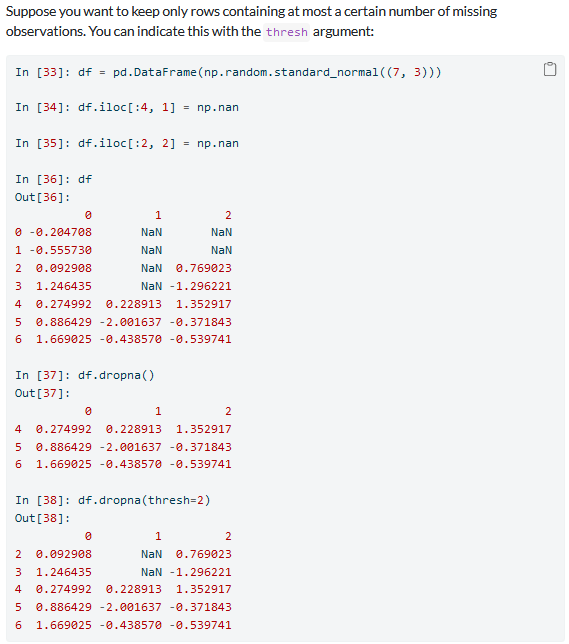 Suppose you want to keep only rows containing at most a certain number of missing
observations. You can indicate this with the thresh argument:
In [33]: df = pd.DataFrame(np.random.standard_normal((7, 3)))
In [34]: df.iloc[:4, 1] = np.nan
In [35]: df.iloc[:2, 2] = np.nan
In [36]: df
Out[36]:
          0         1         2
0 -0.204708       NaN       NaN
1 -0.555730       NaN       NaN
2  0.092908       NaN  0.769023
3  1.246435       NaN -1.296221
4  0.274992  0.228913  1.352917
5  0.886429 -2.001637 -0.371843
6  1.669025 -0.438570 -0.539741
In [37]: df.dropna()
Out[37]:
          0         1         2
4  0.274992  0.228913  1.352917
5  0.886429 -2.001637 -0.371843
6  1.669025 -0.438570 -0.539741
In [38]: df.dropna(thresh=2)
Out[38]:
          0         1         2
2  0.092908       NaN  0.769023
3  1.246435       NaN -1.296221
4  0.274992  0.228913  1.352917
5  0.886429 -2.001637 -0.371843
6  1.669025 -0.438570 -0.539741